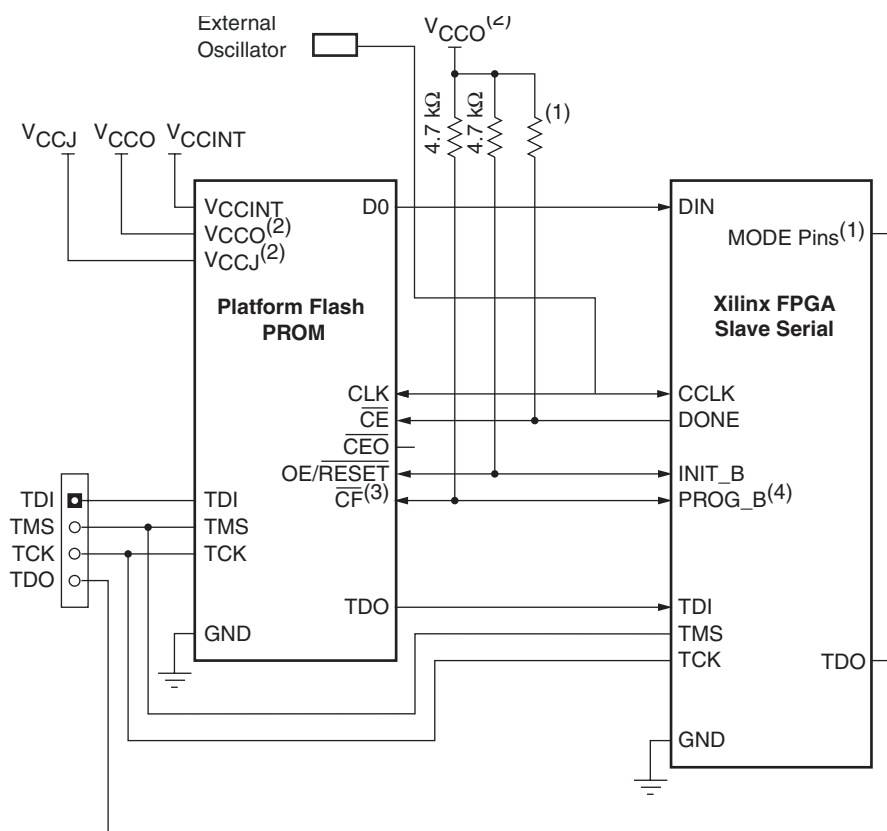 External
Oscillator
VCCO(2)
4.7 kΩ
4.7 kΩ
(1)
VCCJ VCCO VCCINT
VCCINT
VCCO(2)
VCCJ(2)
D0
Platform Flash
PROM
CLK
CE
CEO
OE/RESET
CF(3)
TDI
TMS
TCK
TDO
GND
DIN
MODE Pins(1)
Xilinx FPGA
Slave Serial
CCLK
DONE
INIT_B
PROG_B(4)
TDI
TMS
TCK
TDO
GND
TDI
TMS
TCK
TDO